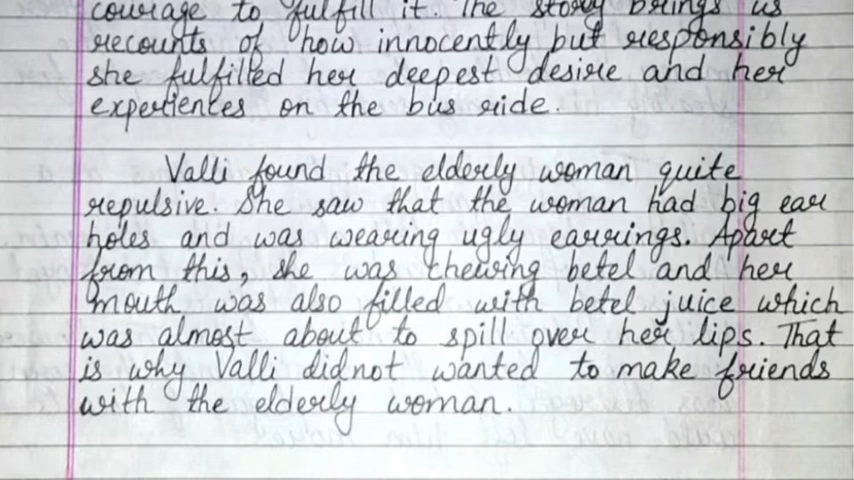 courage to fulfill it. The story brings us
recounts of how innocently but responsibly
she fulfilled her deepest desire and her
experiences on the bus ride.
Valli found the elderly woman quite
repulsive. She saw that the woman had big ear
holes and was wearing ugly earrings. Apart
from this, she was chewing betel and her
mouth was also filled with betel juice which
was almost about to spill over her lips. That
is why Valli didnot wanted to make friends
with the elderly woman.